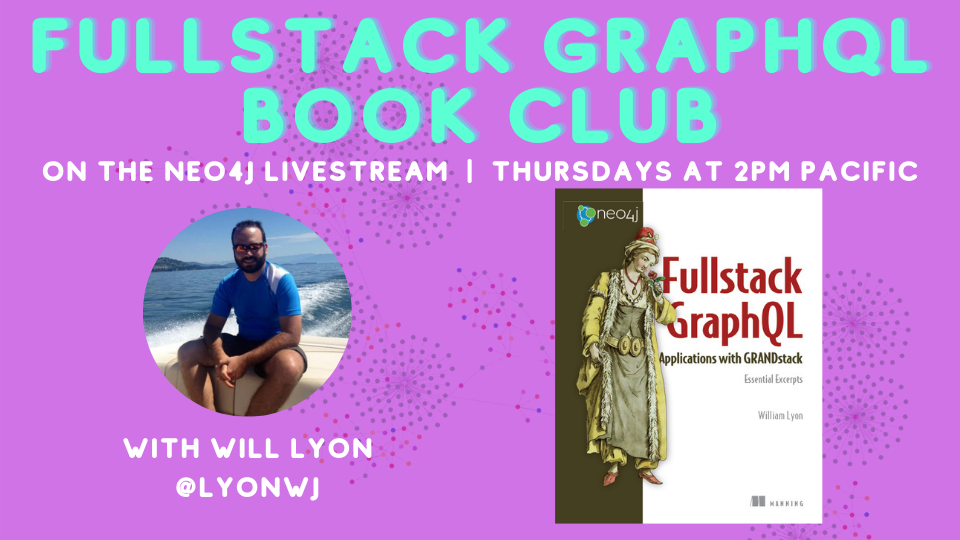 FULLSTACK GRAPHQL
BOOK CLUB
ON THE NEO4J LIVESTREAM | THURSDAYS AT 2PM PACIFIC
neo4j
Fullstack
GraphQL
Applications with GRANDstack
Essential Excerpts
William Lyon
MANNING
WITH WILL LYON
@LYONWJ